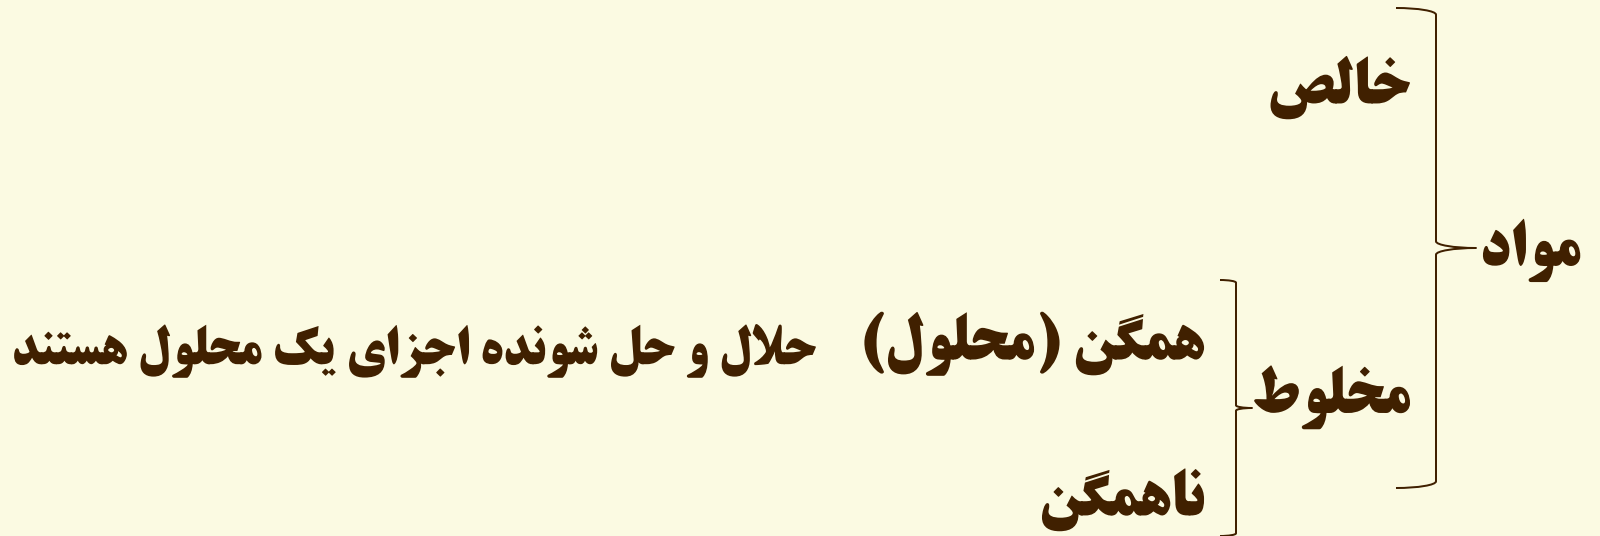 خالص
مواد
همگن (محلول) حلال و حل شونده اجزای یک محلول هستند
مخلوط
ناهمگن